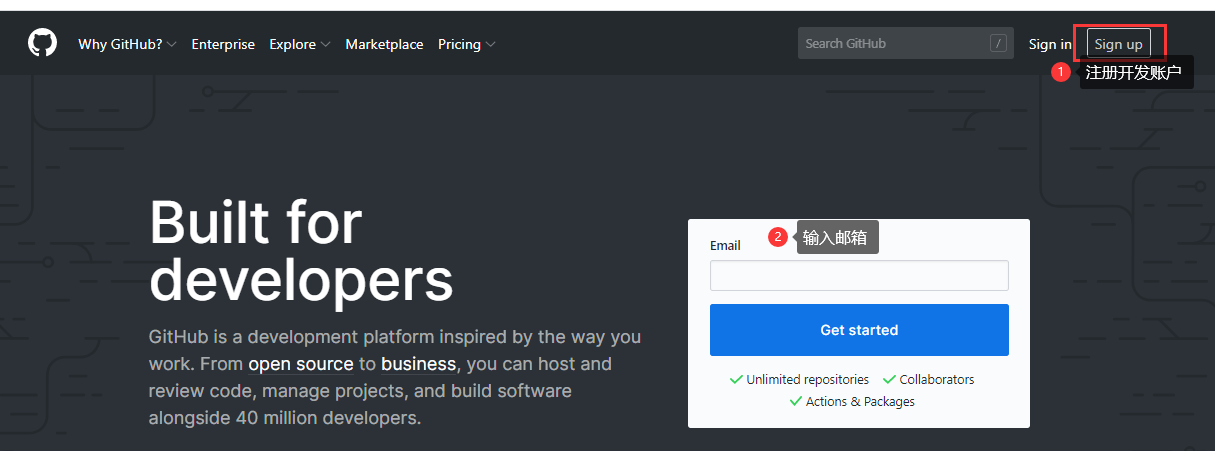 Why GitHub? Enterprise Explore Marketplace Pricing Search GitHub / Sign in Sign up
1 注册开发账户
Built for
developers
GitHub is a development platform inspired by the way you
work. From open source to business, you can host and
review code, manage projects, and build software
alongside 40 million developers.
Email 2 输入邮箱
Get started
Unlimited repositories Collaborators
Actions & Packages